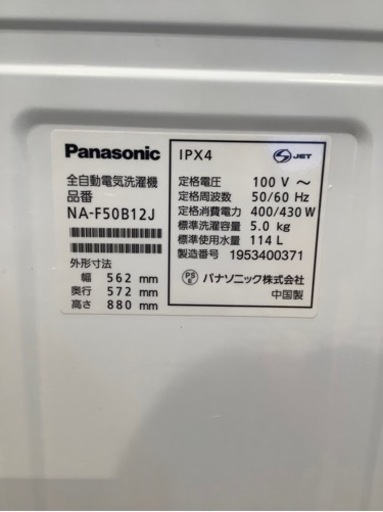 Panasonic
全自動電気洗濯機
品番
NA-F50B12J
外形寸法
幅 562 mm
奥行 572 mm
高さ 880 mm
IPX4
S JET
定格電圧 100 V ～
定格周波数 50/60 Hz
定格消費電力 400/430 W
標準洗濯容量 5.0 kg
標準使用水量 114 L
製造番号 1953400371
PS E パナソニック株式会社
中国製